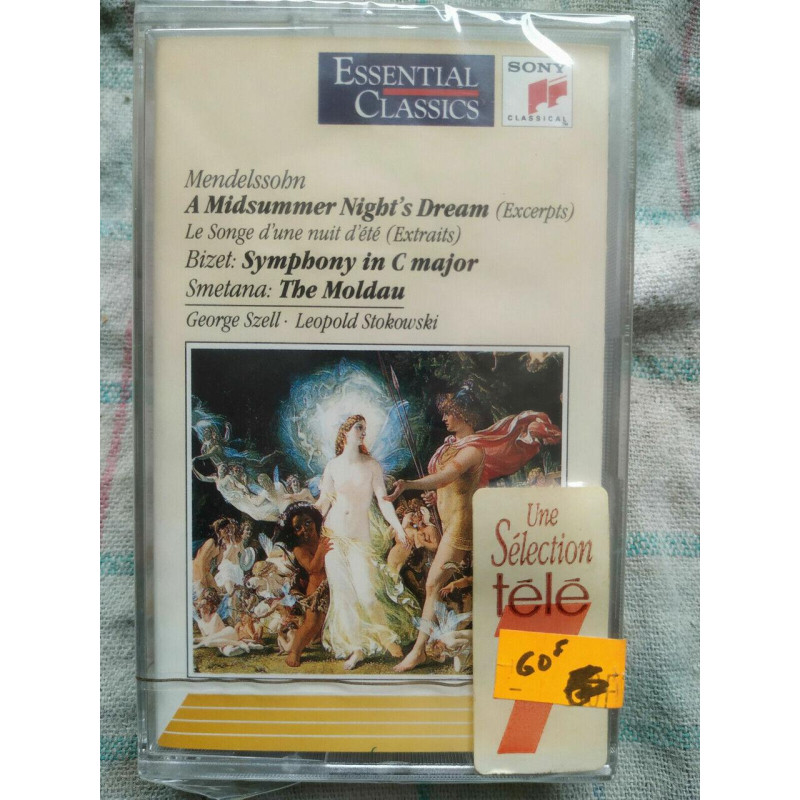 ESSENTIAL
CLASSICS
SONY
CLASSICAL
Mendelssohn
A Midsummer Night's Dream (Excerpts)
Le Songe d'une nuit d'été (Extraits)
Bizet: Symphony in C major
Smetana: The Moldau
George Szell · Leopold Stokowski
Une
Sélection
télé
7
60F